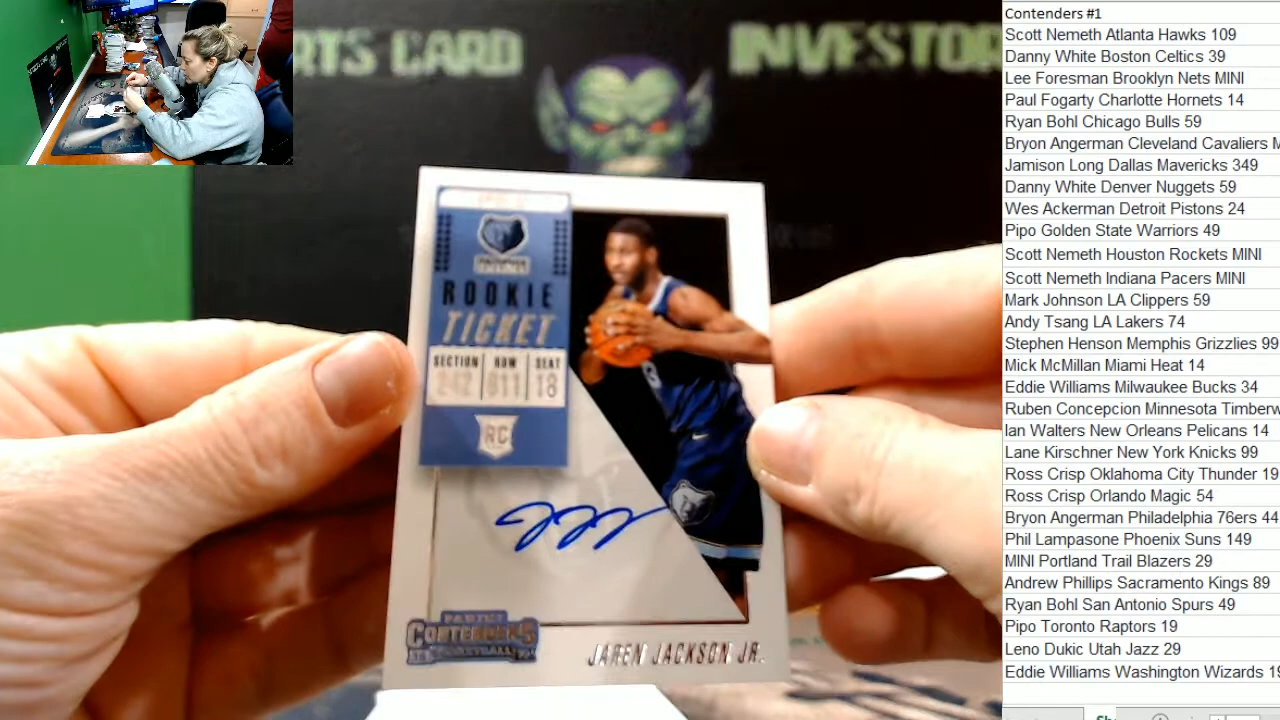 RTS CARD INVESTOR
ROOKIE
TICKET
SECTION ROW SEAT
242 011 18
RC
PANINI
CONTENDERS
BASKETBALL
JAREN JACKSON JR.
Contenders #1
Scott Nemeth Atlanta Hawks 109
Danny White Boston Celtics 39
Lee Foresman Brooklyn Nets MINI
Paul Fogarty Charlotte Hornets 14
Ryan Bohl Chicago Bulls 59
Bryon Angerman Cleveland Cavaliers M
Jamison Long Dallas Mavericks 349
Danny White Denver Nuggets 59
Wes Ackerman Detroit Pistons 24
Pipo Golden State Warriors 49
Scott Nemeth Houston Rockets MINI
Scott Nemeth Indiana Pacers MINI
Mark Johnson LA Clippers 59
Andy Tsang LA Lakers 74
Stephen Henson Memphis Grizzlies 99
Mick McMillan Miami Heat 14
Eddie Williams Milwaukee Bucks 34
Ruben Concepcion Minnesota Timberw
Ian Walters New Orleans Pelicans 14
Lane Kirschner New York Knicks 99
Ross Crisp Oklahoma City Thunder 19
Ross Crisp Orlando Magic 54
Bryon Angerman Philadelphia 76ers 44
Phil Lampasone Phoenix Suns 149
MINI Portland Trail Blazers 29
Andrew Phillips Sacramento Kings 89
Ryan Bohl San Antonio Spurs 49
Pipo Toronto Raptors 19
Leno Dukic Utah Jazz 29
Eddie Williams Washington Wizards 19